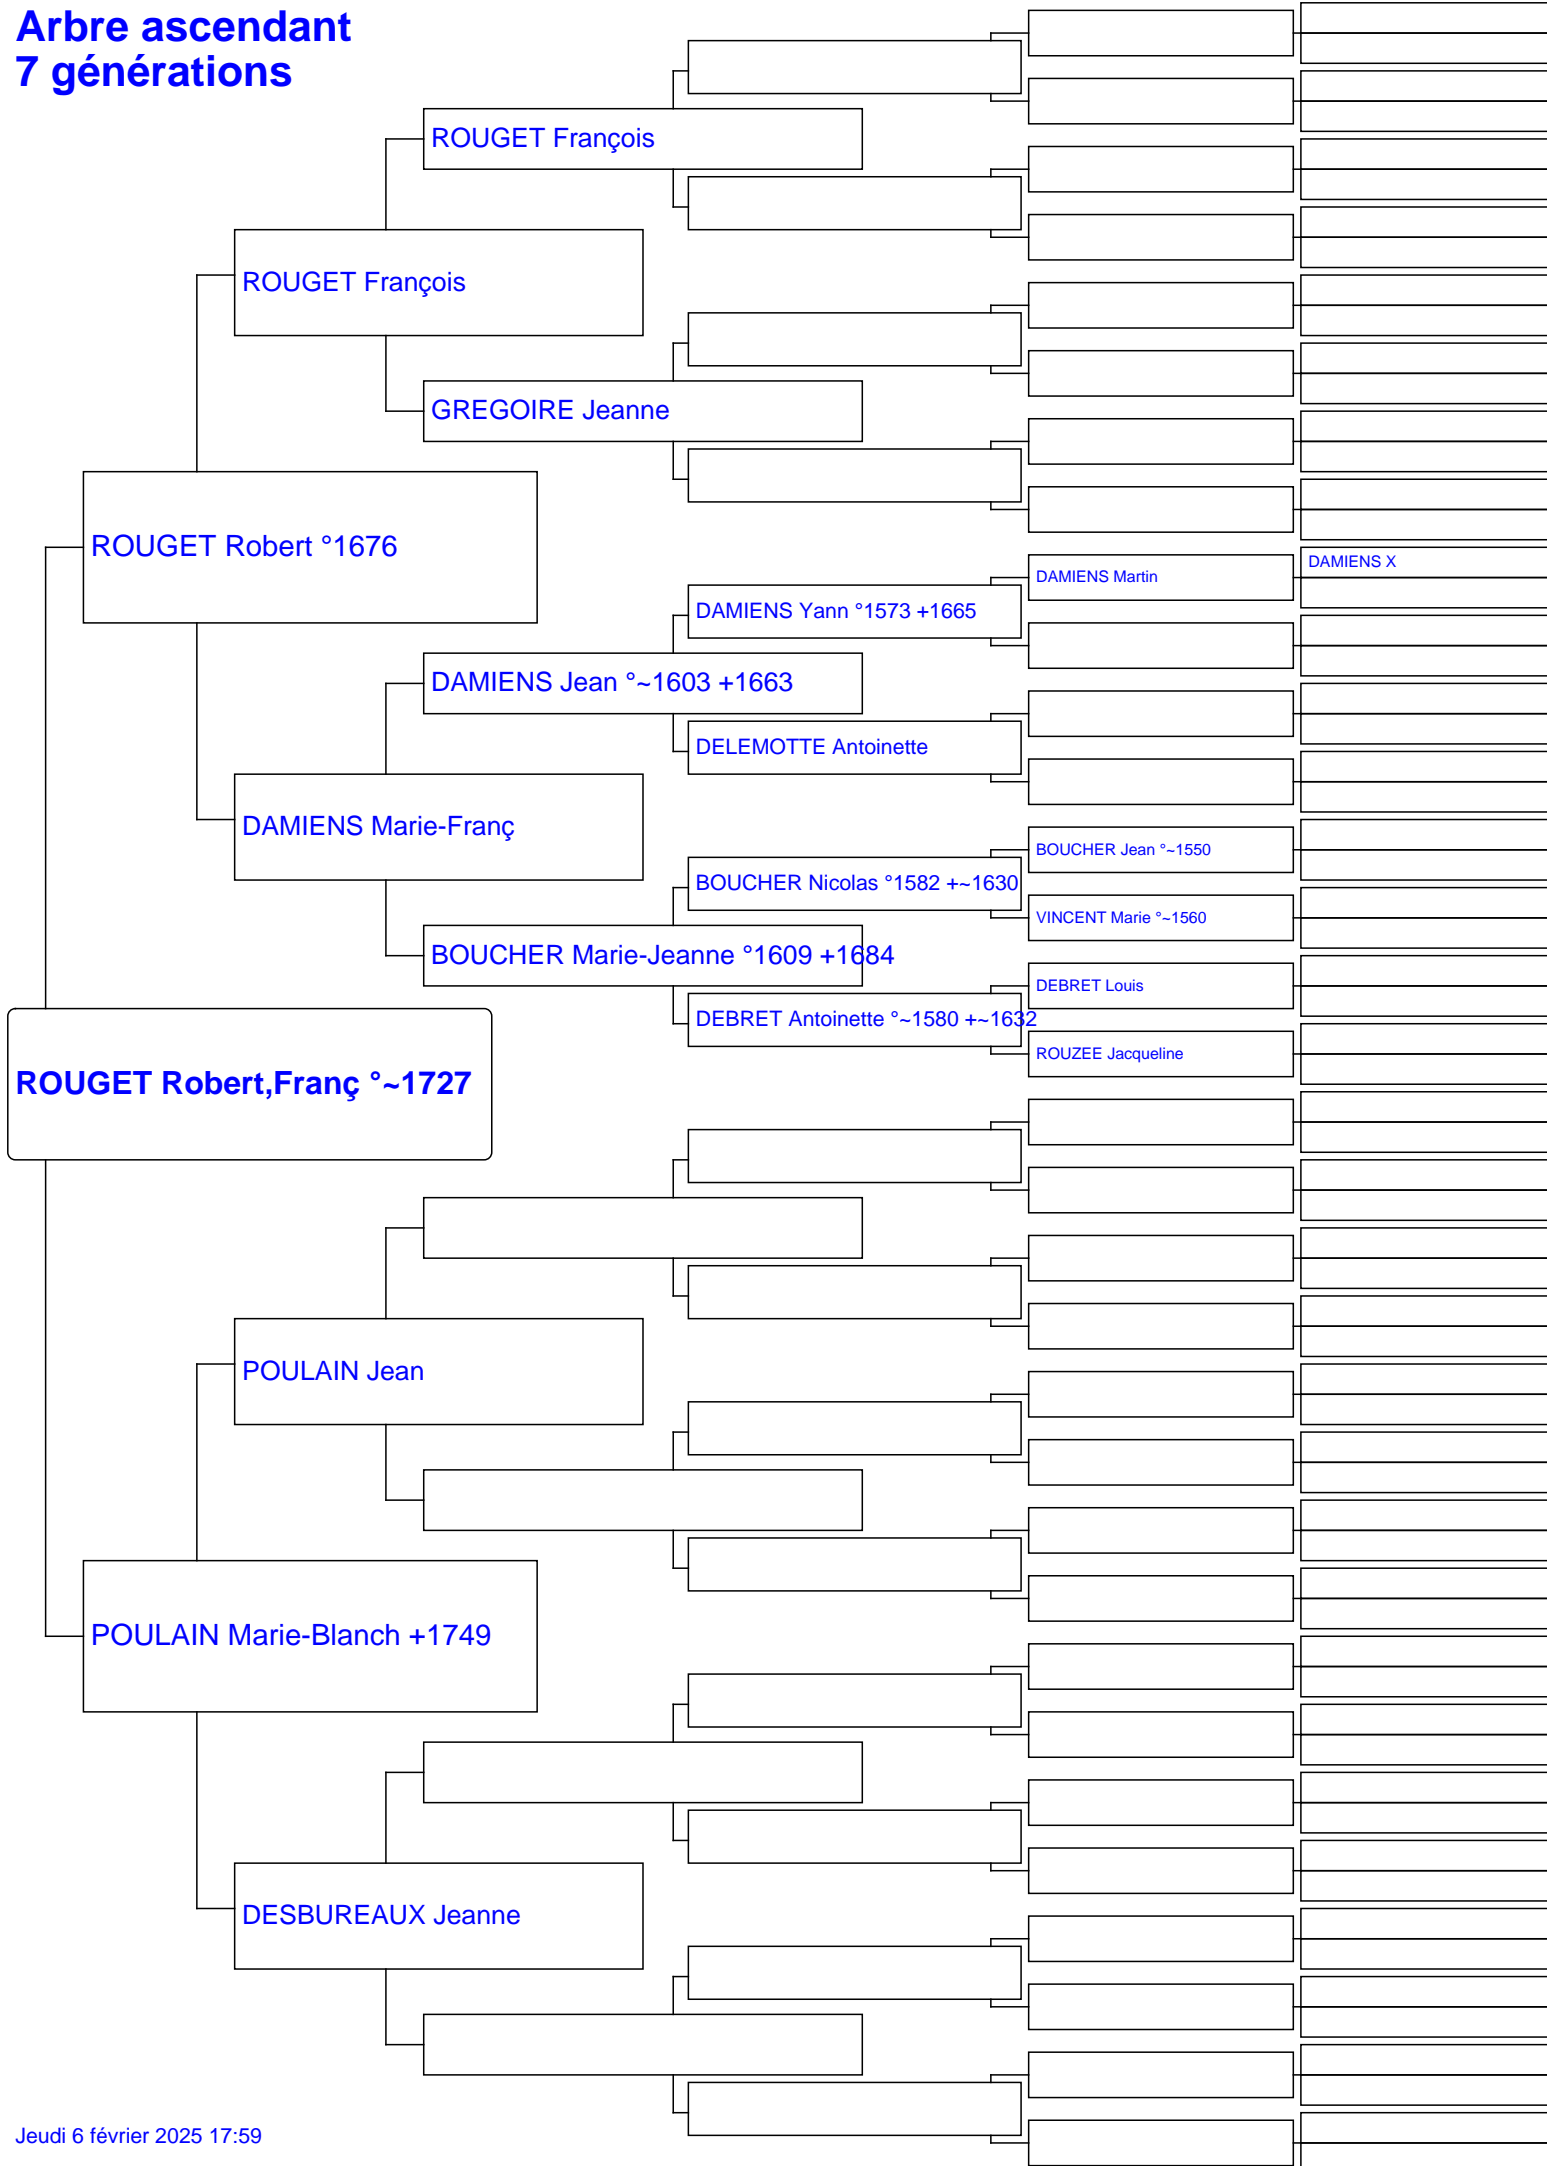 Arbre ascendant
7 générations
ROUGET François
ROUGET François
GREGOIRE Jeanne
ROUGET Robert °1676
DAMIENS X
DAMIENS Martin
DAMIENS Yann °1573 +1665
DAMIENS Jean °~1603 +1663
DELEMOTTE Antoinette
DAMIENS Marie-Franç
BOUCHER Jean °~1550
BOUCHER Nicolas °1582 +~1630
VINCENT Marie °~1560
BOUCHER Marie-Jeanne °1609 +1684
DEBRET Louis
DEBRET Antoinette °~1580 +~1632
ROUZEE Jacqueline
ROUGET Robert,Franç °~1727
POULAIN Jean
POULAIN Marie-Blanch +1749
DESBUREAUX Jeanne
Jeudi 6 février 2025 17:59